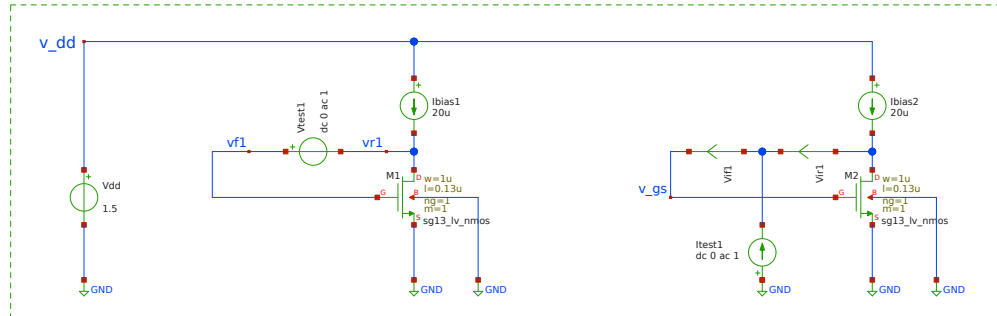 v_dd
Vdd
1.5
GND
vf1
Vtest1
dc 0 ac 1
vr1
Ibias1
20u
M1
G
D
B
S
w=1u
l=0.13u
ng=1
m=1
sg13_lv_nmos
GND
GND
v_gs
Vif1
Vir1
Itest1
dc 0 ac 1
GND
Ibias2
20u
M2
G
D
B
S
w=1u
l=0.13u
ng=1
m=1
sg13_lv_nmos
GND
GND